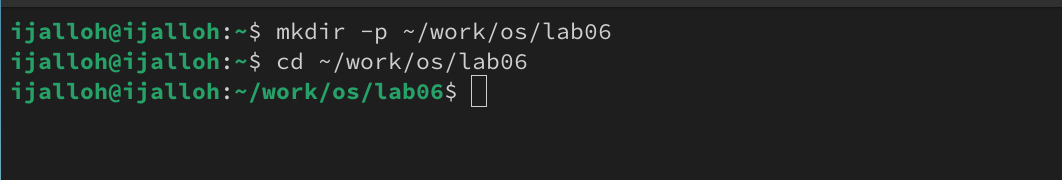 ijalloh@ijalloh:~$ mkdir -p ~/work/os/lab06
ijalloh@ijalloh:~$ cd ~/work/os/lab06
ijalloh@ijalloh:~/work/os/lab06$